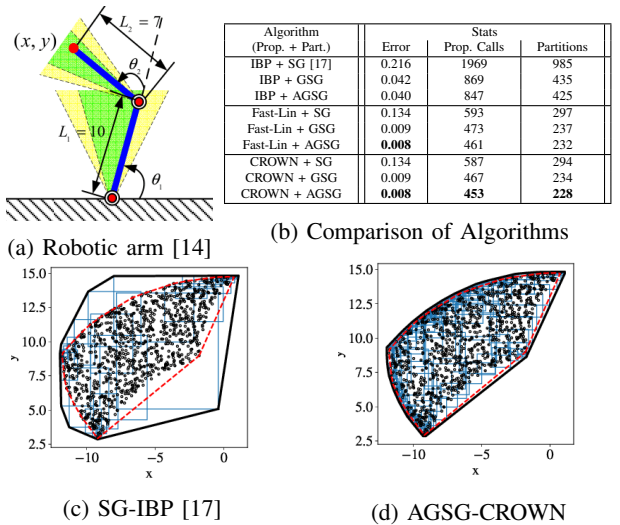 L₂ = 7
(x, y)
θ₂
L₁ = 10
θ₁
(a) Robotic arm [14]
Algorithm Stats
(Prop. + Part.) Error Prop. Calls Partitions
IBP + SG [17] 0.216 1969 985
IBP + GSG 0.042 869 435
IBP + AGSG 0.040 847 425
Fast-Lin + SG 0.134 593 297
Fast-Lin + GSG 0.009 473 237
Fast-Lin + AGSG 0.008 461 232
CROWN + SG 0.134 587 294
CROWN + GSG 0.009 467 234
CROWN + AGSG 0.008 453 228
(b) Comparison of Algorithms
15.0
12.5
10.0
y
7.5
5.0
2.5
−10 −5 0
x
(c) SG-IBP [17]
15.0
12.5
10.0
y
7.5
5.0
2.5
−10 −5 0
x
(d) AGSG-CROWN